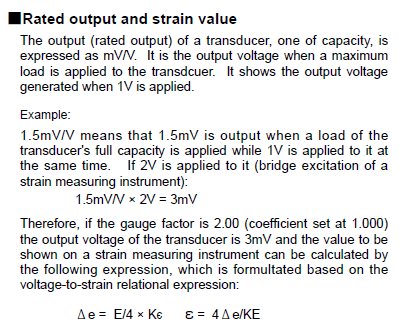 ■Rated output and strain value
The output (rated output) of a transducer, one of capacity, is
expressed as mV/V. It is the output voltage when a maximum
load is applied to the transdcuer. It shows the output voltage
generated when 1V is applied.
Example:
1.5mV/V means that 1.5mV is output when a load of the
transducer's full capacity is applied while 1V is applied to it at
the same time. If 2V is applied to it (bridge excitation of a
strain measuring instrument):
1.5mV/V × 2V = 3mV
Therefore, if the gauge factor is 2.00 (coefficient set at 1.000)
the output voltage of the transducer is 3mV and the value to be
shown on a strain measuring instrument can be calculated by
the following expression, which is formultated based on the
voltage-to-strain relational expression:
Δe = E/4 × Kε ε = 4Δe/KE